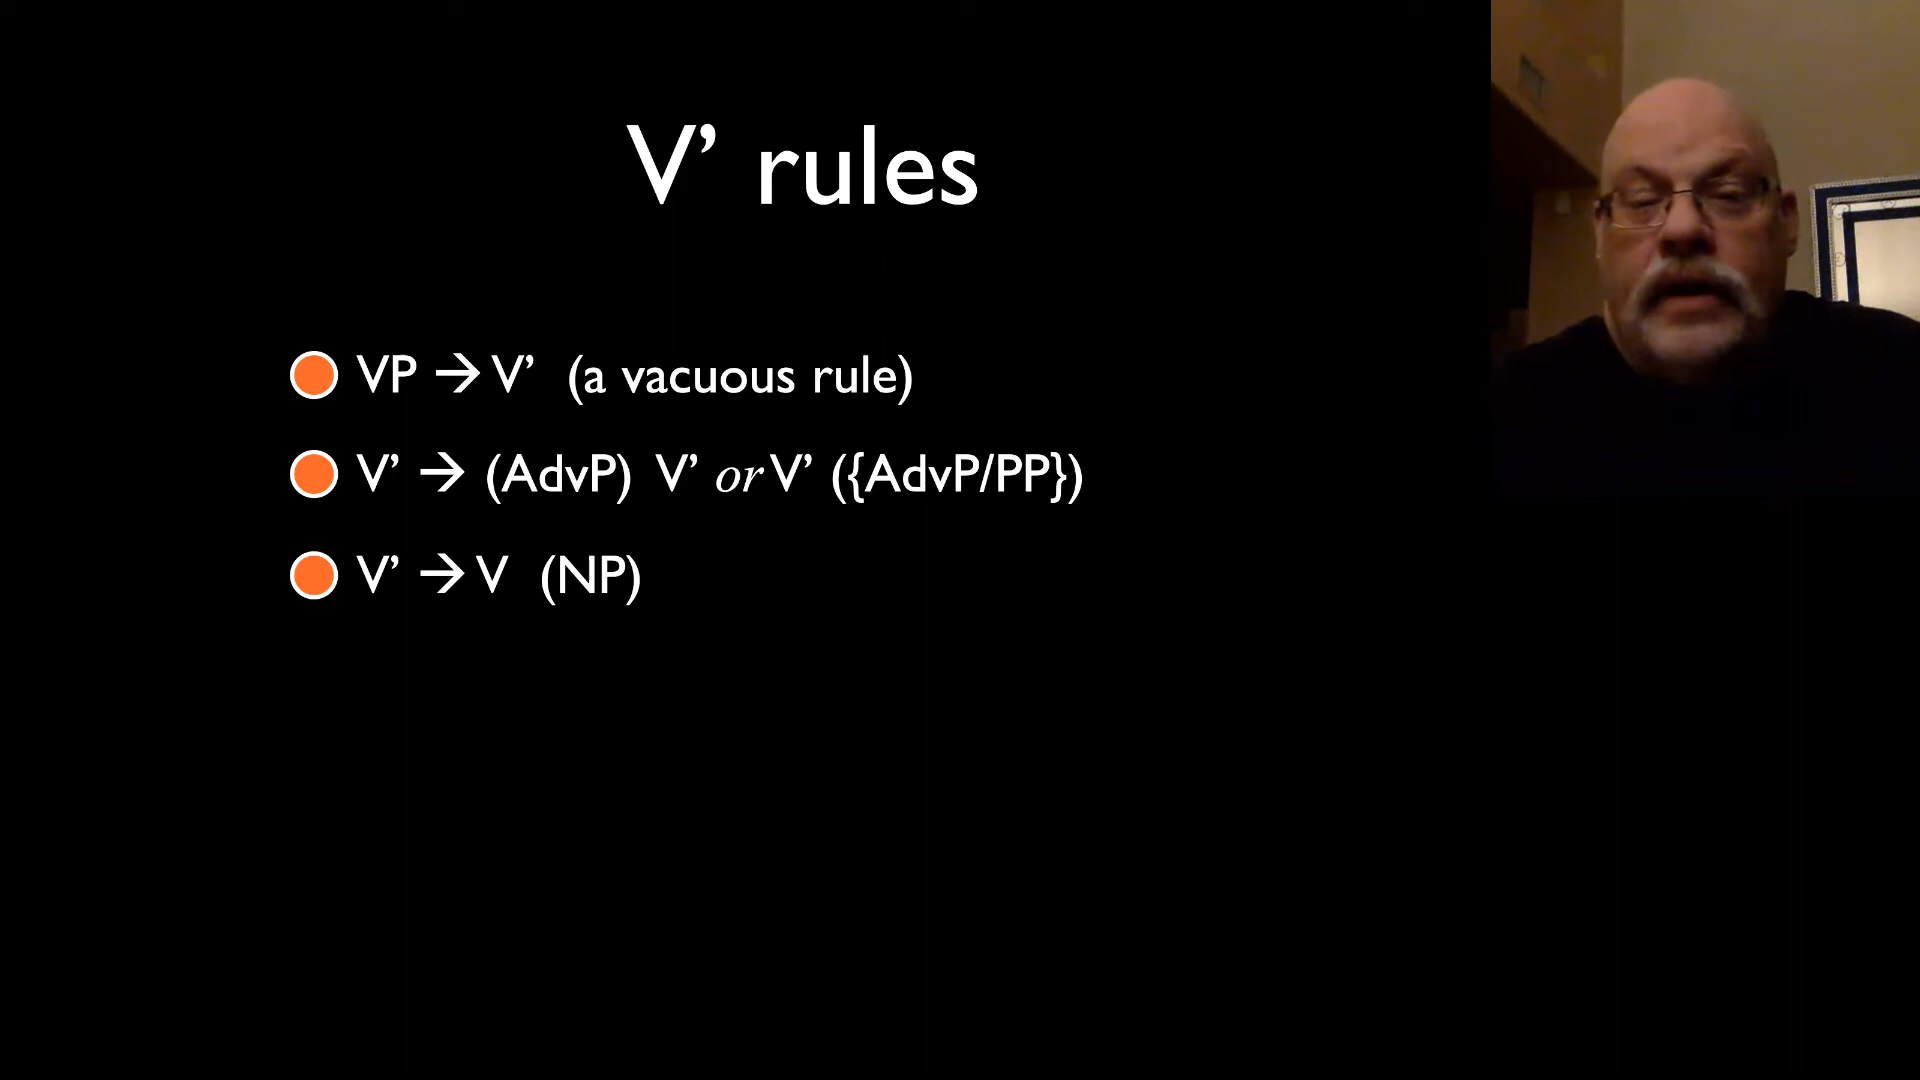 V’ rules
VP → V’ (a vacuous rule)
V’ → (AdvP) V’ or V’ ({AdvP/PP})
V’ → V (NP)